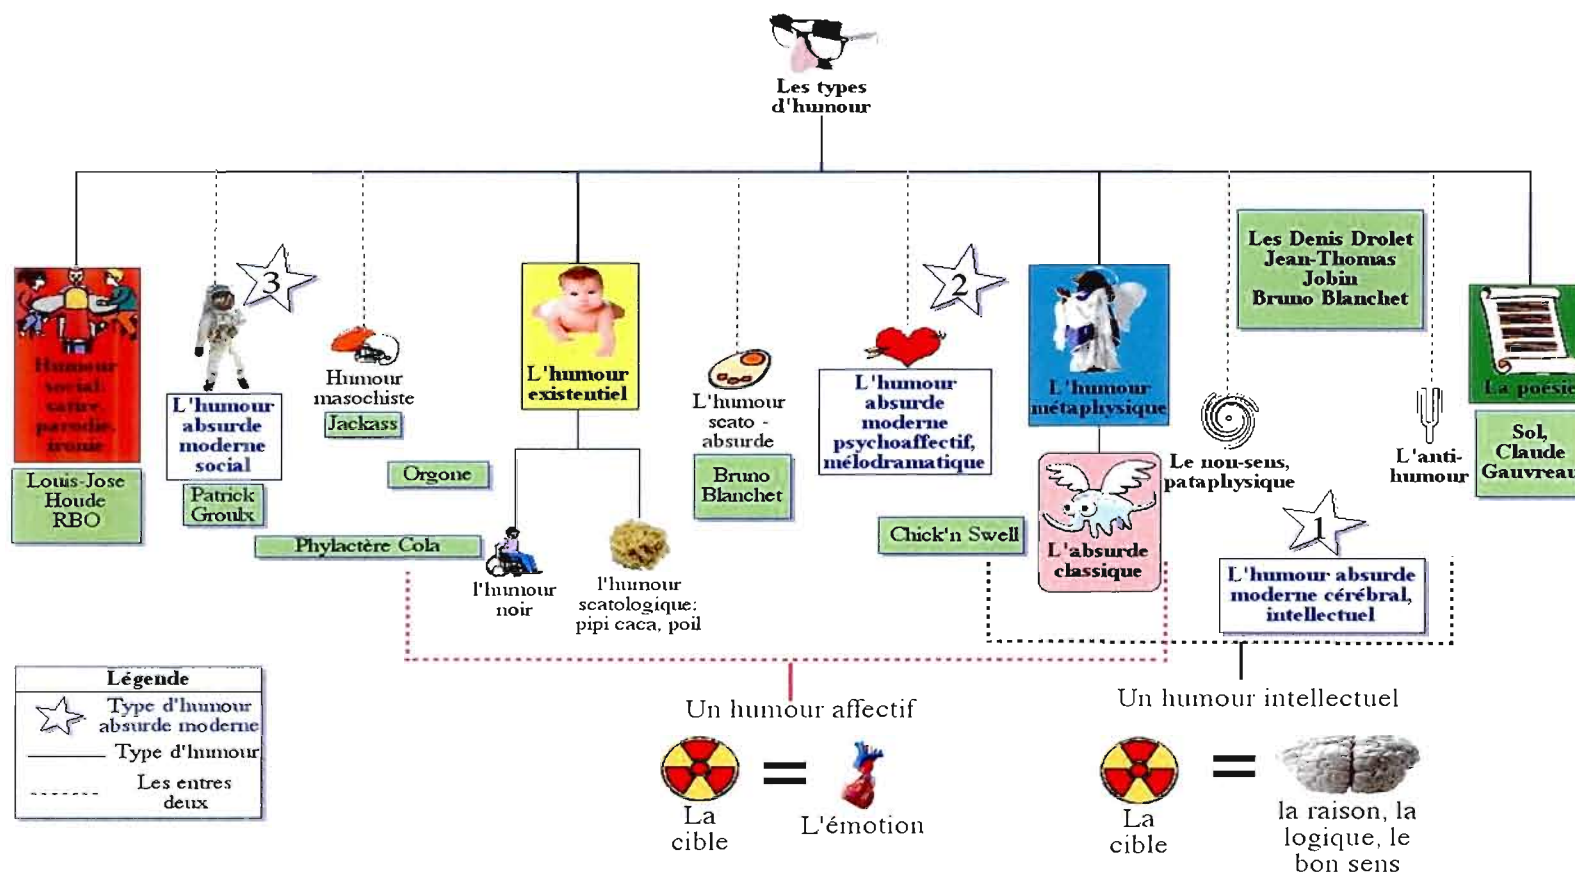 Les types
d'humour
3
2
Humour
social:
satire,
parodie,
ironie
Louis-Jose
Houde
RBO
L'humour
absurde
moderne
social
Patrick
Groulx
Humour
masochiste
Jackass
Orgone
Phylactère Cola
L'humour
existentiel
l'humour
noir
l'humour
scatologique:
pipi caca, poil
L'humour
scato -
absurde
Bruno
Blanchet
L'humour
absurde
moderne
psychoaffectif,
mélodramatique
Chick'n Swell
L'humour
métaphysique
L'absurde
classique
Les Denis Drolet
Jean-Thomas
Jobin
Bruno Blanchet
Le non-sens,
pataphysique
L'anti-
humour
La poésie
Sol,
Claude
Gauvreau
1
L'humour absurde
moderne cérébral,
intellectuel
Légende
Type d'humour
absurde moderne
Type d'humour
Les entres
deux
Un humour affectif
La
cible
=
L'émotion
Un humour intellectuel
La
cible
=
la raison, la
logique, le
bon sens